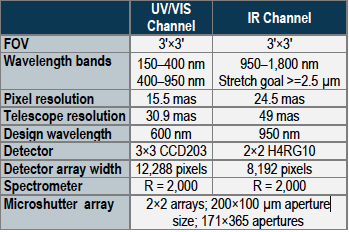 UV/VIS Channel IR Channel
FOV 3'×3' 3'×3'
Wavelength bands 150–400 nm 950–1,800 nm
400–950 nm Stretch goal >=2.5 µm
Pixel resolution 15.5 mas 24.5 mas
Telescope resolution 30.9 mas 49 mas
Design wavelength 600 nm 950 nm
Detector 3×3 CCD203 2×2 H4RG10
Detector array width 12,288 pixels 8,192 pixels
Spectrometer R = 2,000 R = 2,000
Microshutter array 2×2 arrays; 200×100 µm aperture
size; 171×365 apertures